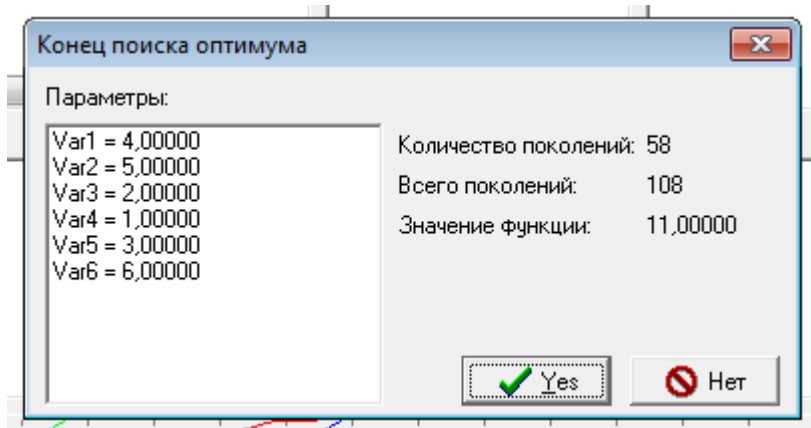 Конец поиска оптимума
Параметры:
Var1 = 4,00000
Var2 = 5,00000
Var3 = 2,00000
Var4 = 1,00000
Var5 = 3,00000
Var6 = 6,00000
Количество поколений: 58
Всего поколений: 108
Значение функции: 11,00000
Yes
Нет